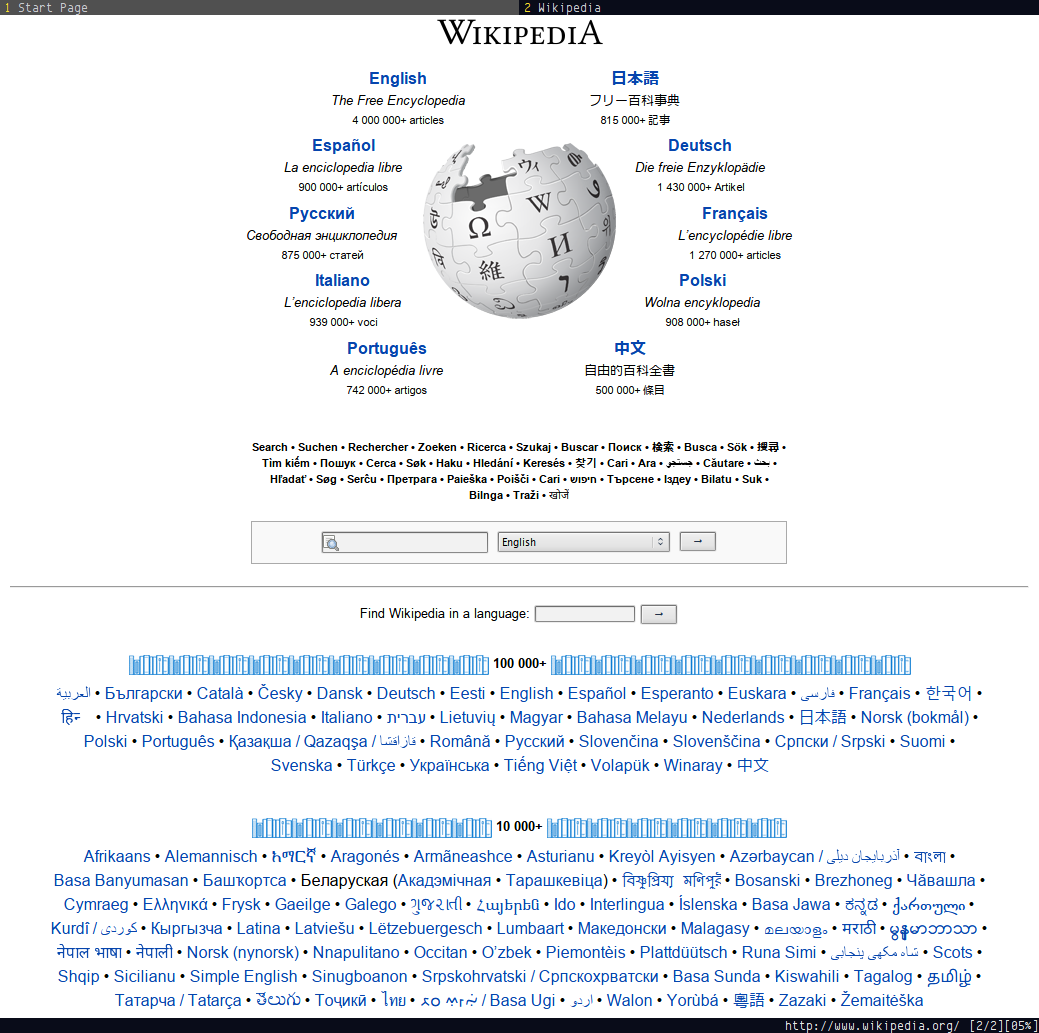 1 Start Page 2 Wikipedia
WIKIPEDIA
English 日本語
The Free Encyclopedia フリー百科事典
4 000 000+ articles 815 000+ 記事
Español Deutsch
La enciclopedia libre Die freie Enzyklopädie
900 000+ artículos 1 430 000+ Artikel
Русский Français
Свободная энциклопедия L'encyclopédie libre
875 000+ статей 1 270 000+ articles
Italiano Polski
L'enciclopedia libera Wolna encyklopedia
939 000+ voci 908 000+ haseł
Português 中文
A enciclopédia livre 自由的百科全書
742 000+ artigos 500 000+ 條目
Ω W И 維 ウィ
Search • Suchen • Rechercher • Zoeken • Ricerca • Szukaj • Buscar • Поиск • 検索 • Busca • Sök • 搜尋 •
Tìm kiếm • Пошук • Cerca • Søk • Haku • Hledání • Keresés • 찾기 • Cari • Ara • جستجو • Căutare • بحث •
Hľadať • Søg • Serĉu • Претрага • Paieška • Poišči • Cari • חיפוש • Търсене • Іздеу • Bilatu • Suk •
Bilnga • Traži • खोजें
English →
Find Wikipedia in a language: →
100 000+
العربية • Български • Català • Česky • Dansk • Deutsch • Eesti • English • Español • Esperanto • Euskara • فارسی • Français • 한국어 •
हिन • Hrvatski • Bahasa Indonesia • Italiano • עברית • Lietuvių • Magyar • Bahasa Melayu • Nederlands • 日本語 • Norsk (bokmål) •
Polski • Português • Қазақша / Qazaqşa / قازاقشا • Română • Русский • Slovenčina • Slovenščina • Српски / Srpski • Suomi •
Svenska • Türkçe • Українська • Tiếng Việt • Volapük • Winaray • 中文
10 000+
Afrikaans • Alemannisch • አማርኛ • Aragonés • Armãneashce • Asturianu • Kreyòl Ayisyen • Azərbaycan / آذربايجان ديلی • বাংলা •
Basa Banyumasan • Башҡортса • Беларуская (Акадэмічная • Тарашкевіца) • বিষ্ণুপ্রিয়া মণিপুরী • Bosanski • Brezhoneg • Чӑвашла •
Cymraeg • Ελληνικά • Frysk • Gaeilge • Galego • ગુજરાતી • Հայերեն • Ido • Interlingua • Íslenska • Basa Jawa • ಕನ್ನಡ • ქართული •
Kurdî / كوردی • Кыргызча • Latina • Latviešu • Lëtzebuergesch • Lumbaart • Македонски • Malagasy • മലയാളം • मराठी • မြန်မာဘာသာ •
नेपाल भाषा • नेपाली • Norsk (nynorsk) • Nnapulitano • Occitan • O'zbek • Piemontèis • Plattdüütsch • Runa Simi • شاہ مکھی پنجابی • Scots •
Shqip • Sicilianu • Simple English • Sinugboanon • Srpskohrvatski / Српскохрватски • Basa Sunda • Kiswahili • Tagalog • தமிழ் •
Татарча / Tatarça • తెలుగు • Тоҷикӣ • ไทย • ᨅᨔ ᨕᨘᨁᨗ / Basa Ugi • اردو • Walon • Yorùbá • 粵語 • Zazaki • Žemaitėška
http://www.wikipedia.org/ [2/2][05%]